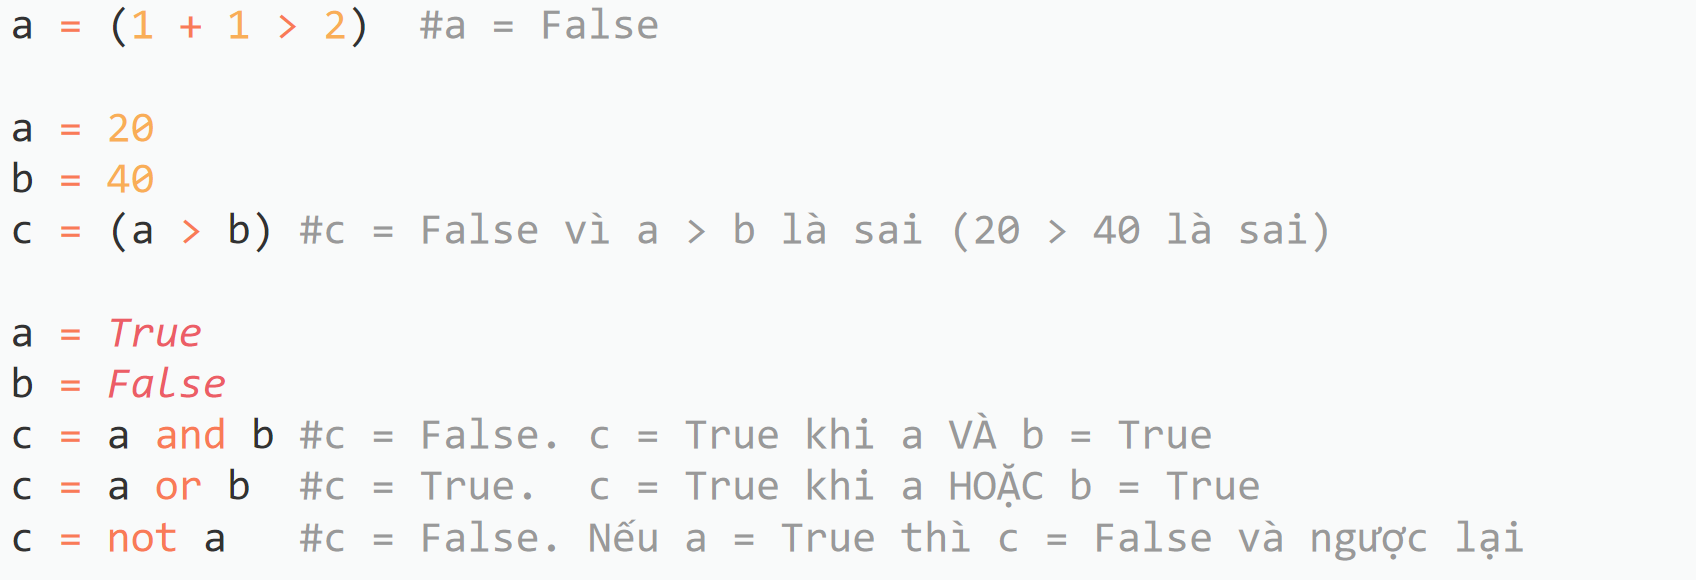 a = (1 + 1 > 2)  #a = False
a = 20
b = 40
c = (a > b) #c = False vì a > b là sai (20 > 40 là sai)
a = True
b = False
c = a and b #c = False. c = True khi a VÀ b = True
c = a or b  #c = True.  c = True khi a HOẶC b = True
c = not a   #c = False. Nếu a = True thì c = False và ngược lại